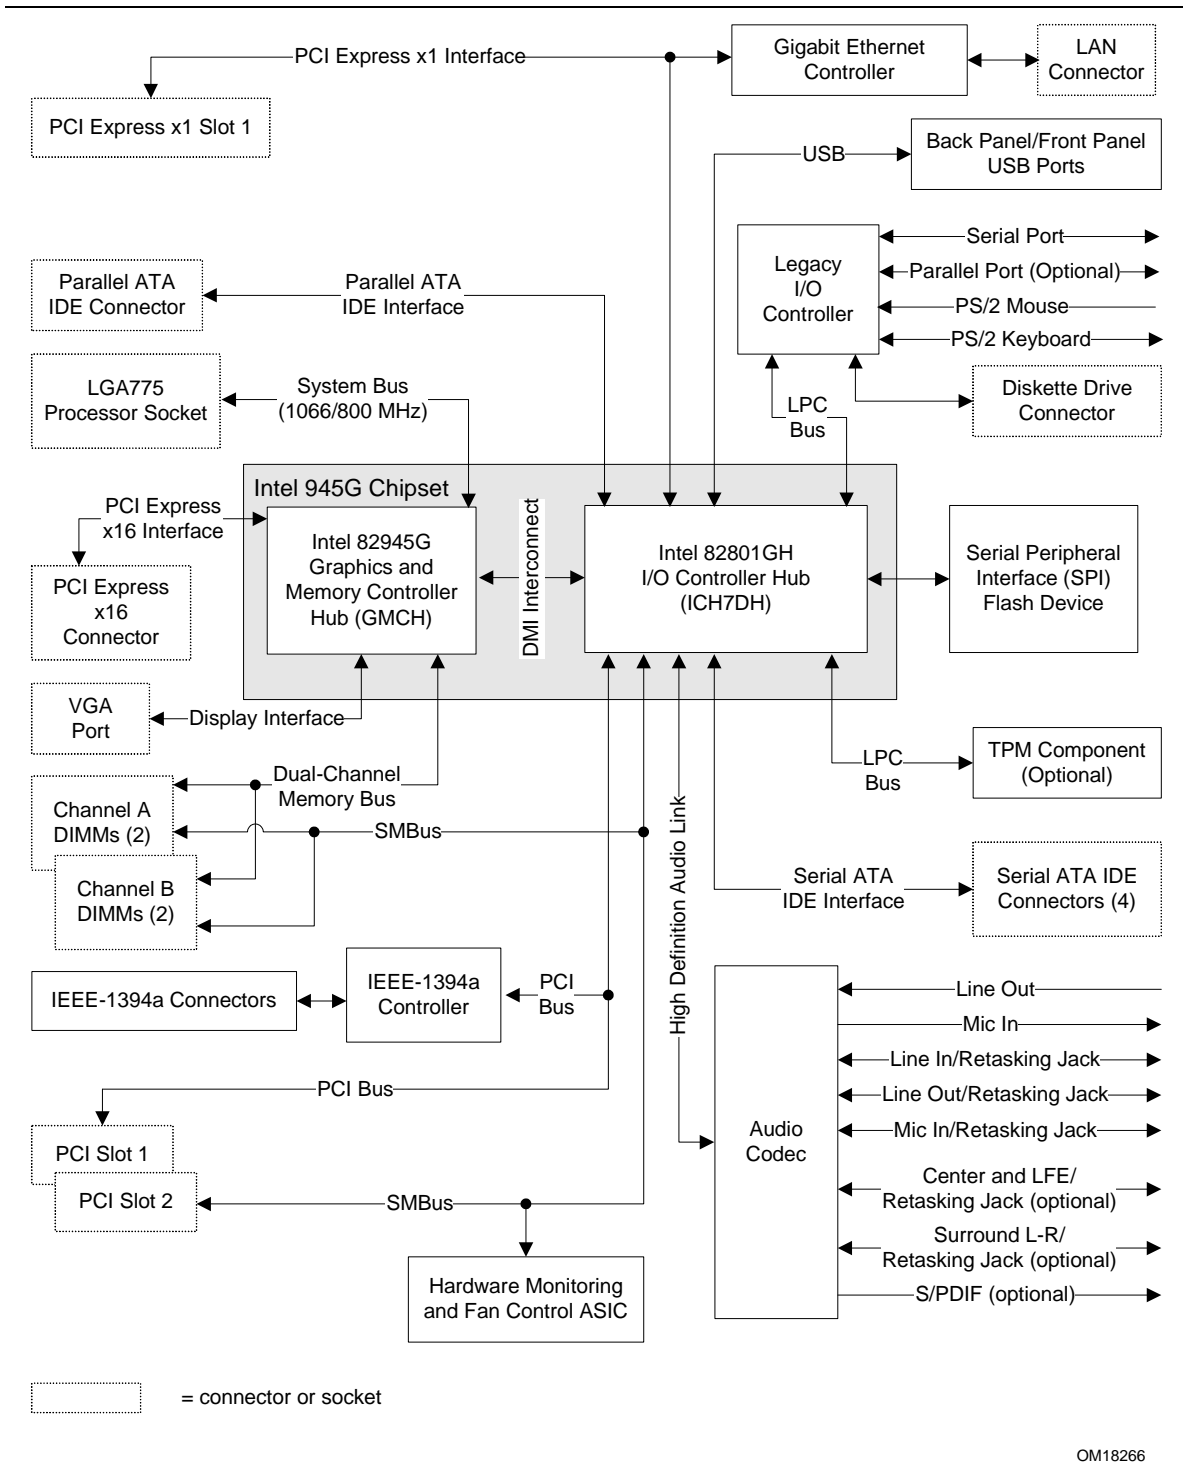 PCI Express x1 Interface
Gigabit Ethernet
Controller
LAN
Connector
PCI Express x1 Slot 1
USB
Back Panel/Front Panel
USB Ports
Legacy
I/O
Controller
Serial Port
Parallel Port (Optional)
PS/2 Mouse
PS/2 Keyboard
Parallel ATA
IDE Connector
Parallel ATA
IDE Interface
LGA775
Processor Socket
System Bus
(1066/800 MHz)
LPC
Bus
Diskette Drive
Connector
Intel 945G Chipset
PCI Express
x16 Interface
Intel 82945G
Graphics and
Memory Controller
Hub (GMCH)
DMI Interconnect
Intel 82801GH
I/O Controller Hub
(ICH7DH)
Serial Peripheral
Interface (SPI)
Flash Device
PCI Express
x16
Connector
VGA
Port
Display Interface
LPC
Bus
TPM Component
(Optional)
Dual-Channel
Memory Bus
Channel A
DIMMs (2)
SMBus
Channel B
DIMMs (2)
High Definition Audio Link
Serial ATA
IDE Interface
Serial ATA IDE
Connectors (4)
IEEE-1394a Connectors
IEEE-1394a
Controller
PCI
Bus
PCI Bus
PCI Slot 1
PCI Slot 2
SMBus
Hardware Monitoring
and Fan Control ASIC
Audio
Codec
Line Out
Mic In
Line In/Retasking Jack
Line Out/Retasking Jack
Mic In/Retasking Jack
Center and LFE/
Retasking Jack (optional)
Surround L-R/
Retasking Jack (optional)
S/PDIF (optional)
= connector or socket
OM18266